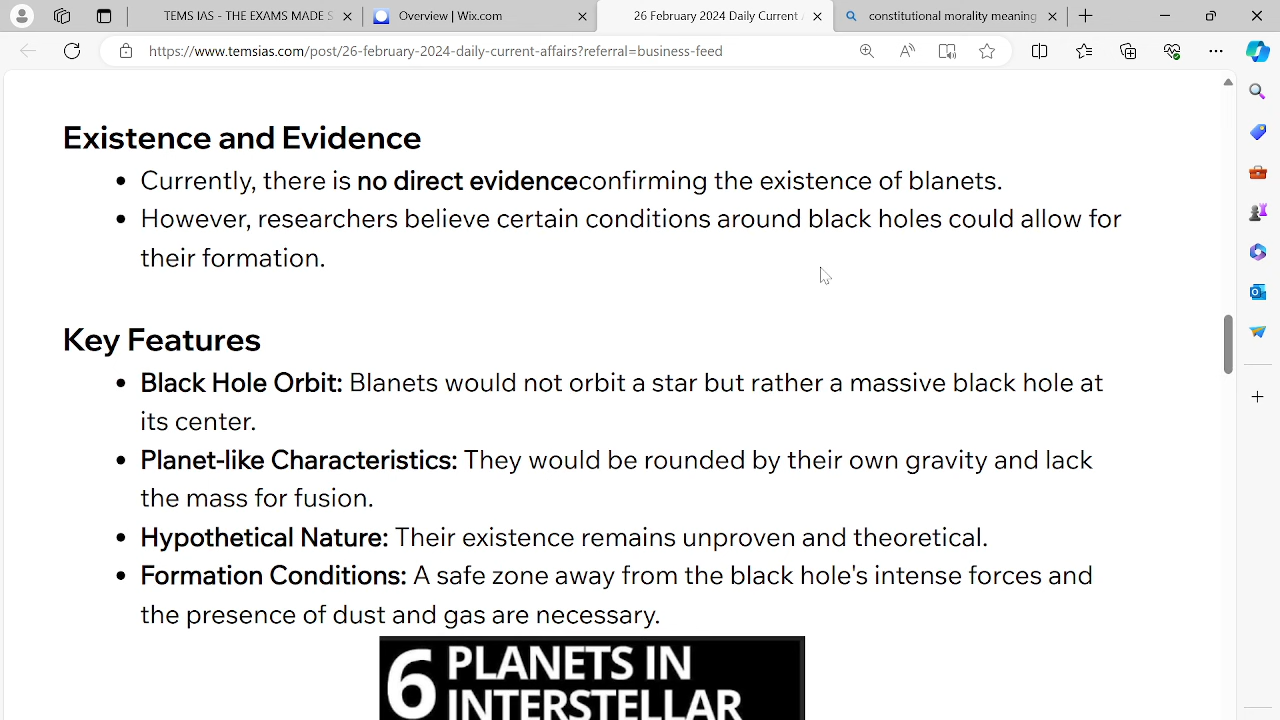 TEMS IAS - THE EXAMS MADE S
Overview | Wix.com
26 February 2024 Daily Current A
constitutional morality meaning
https://www.temsias.com/post/26-february-2024-daily-current-affairs?referral=business-feed
Existence and Evidence
• Currently, there is no direct evidenceconfirming the existence of blanets.
• However, researchers believe certain conditions around black holes could allow for
their formation.
Key Features
• Black Hole Orbit: Blanets would not orbit a star but rather a massive black hole at
its center.
• Planet-like Characteristics: They would be rounded by their own gravity and lack
the mass for fusion.
• Hypothetical Nature: Their existence remains unproven and theoretical.
• Formation Conditions: A safe zone away from the black hole's intense forces and
the presence of dust and gas are necessary.
6 PLANETS IN
INTERSTELLAR